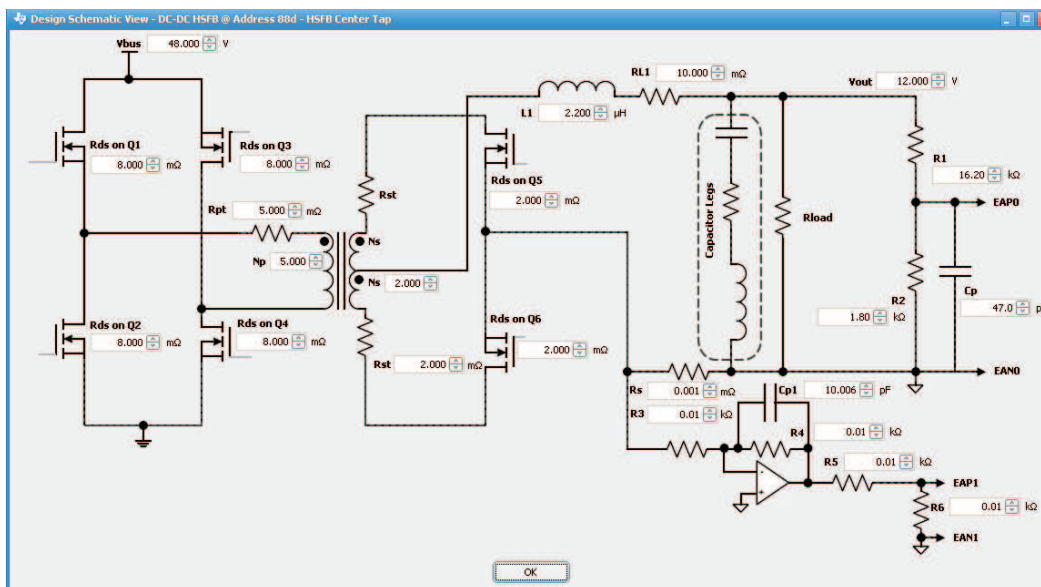 Design Schematic View - DC-DC HSFB @ Address 88d - HSFB Center Tap
Vbus 48.000 V
RL1 10.000 mΩ
Vout 12.000 V
L1 2.200 µH
Rds on Q1
8.000 mΩ
Rds on Q3
8.000 mΩ
Rds on Q5
2.000 mΩ
R1
16.20 kΩ
EAP0
Rst
Rpt 5.000 mΩ
Capacitor Legs
Rload
Np 5.000
Ns
Ns 2.000
R2
1.80 kΩ
Cp
47.0 p
Rds on Q2
8.000 mΩ
Rds on Q4
8.000 mΩ
Rds on Q6
2.000 mΩ
Rst 2.000 mΩ
EAN0
Rs 0.001 mΩ
Cp1 10.006 pF
R3 0.01 kΩ
R4 0.01 kΩ
-
+
R5 0.01 kΩ
EAP1
R6 0.01 kΩ
EAN1
OK